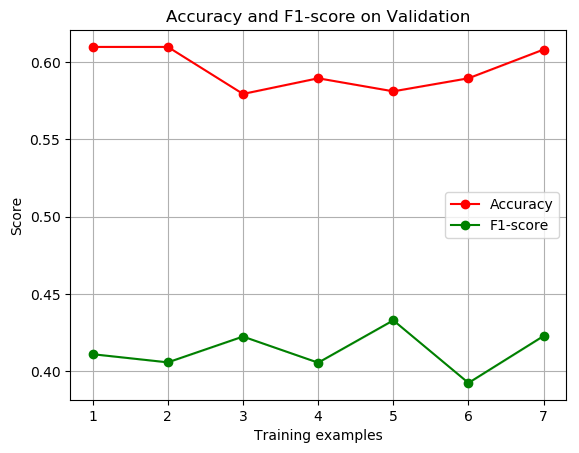 Accuracy and F1-score on Validation
0.60
0.55
0.50
0.45
0.40
Score
Accuracy
F1-score
1 2 3 4 5 6 7
Training examples